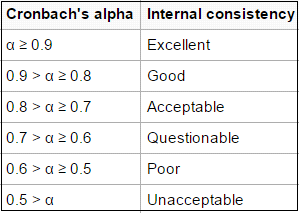 Cronbach's alpha Internal consistency
α ≥ 0.9 Excellent
0.9 > α ≥ 0.8 Good
0.8 > α ≥ 0.7 Acceptable
0.7 > α ≥ 0.6 Questionable
0.6 > α ≥ 0.5 Poor
0.5 > α Unacceptable